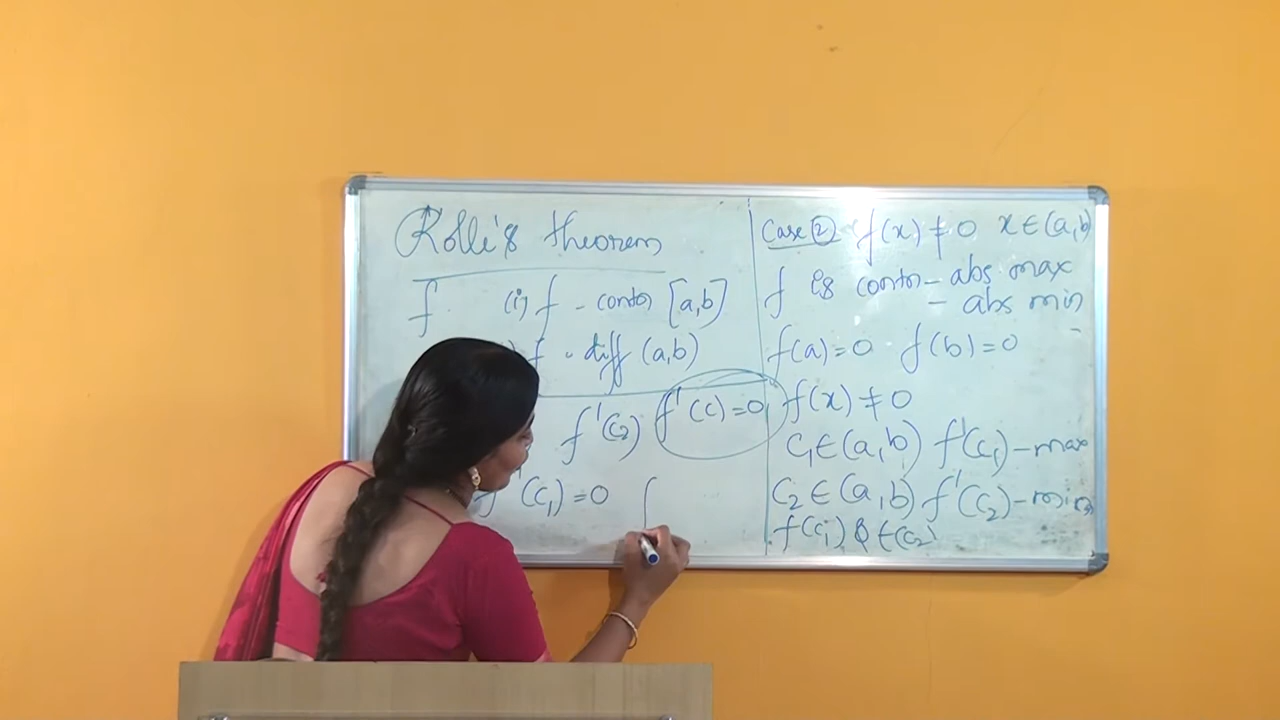 Rolle's theorem
f (i) f - contn [a,b]
f - diff (a,b)
f'(c2) f'(c)=0
f'(c1)=0 f
Case 2 f(x) ≠ 0 x∈(a,b)
f is contn - abs max
- abs min
f(a)=0 f(b)=0
f(x) ≠ 0
c1∈(a,b) f'(c1) - max
c2∈(a,b) f'(c2) - min
f(c1) & f(c2)